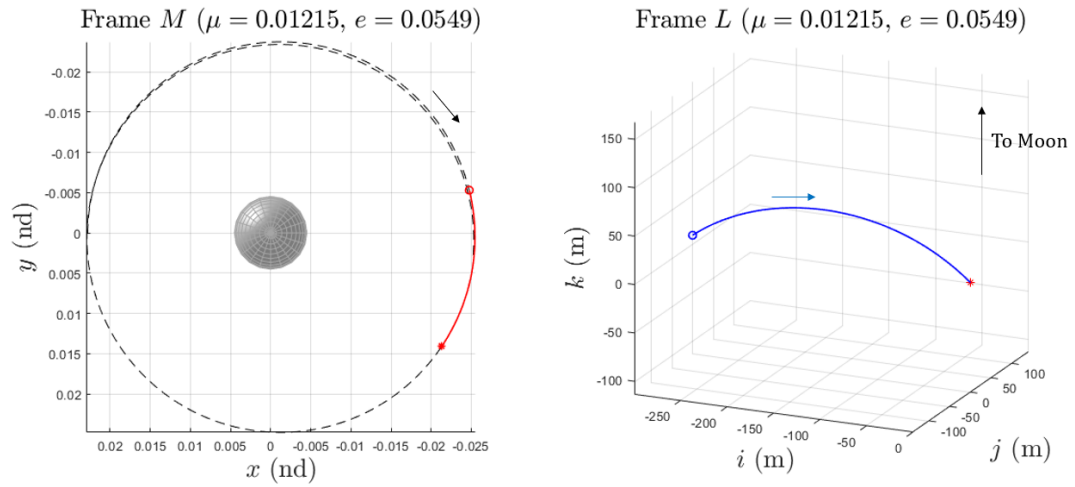 Frame M (μ = 0.01215, e = 0.0549)
-0.02
-0.015
-0.01
-0.005
0
0.005
0.01
0.015
0.02
y (nd)
0.02 0.015 0.01 0.005 0 -0.005 -0.01 -0.015 -0.02 -0.025
x (nd)
Frame L (μ = 0.01215, e = 0.0549)
To Moon
150
100
50
0
-50
-100
k (m)
-250 -200 -150 -100 -50 0
i (m)
100
50
0
-50
-100
j (m)